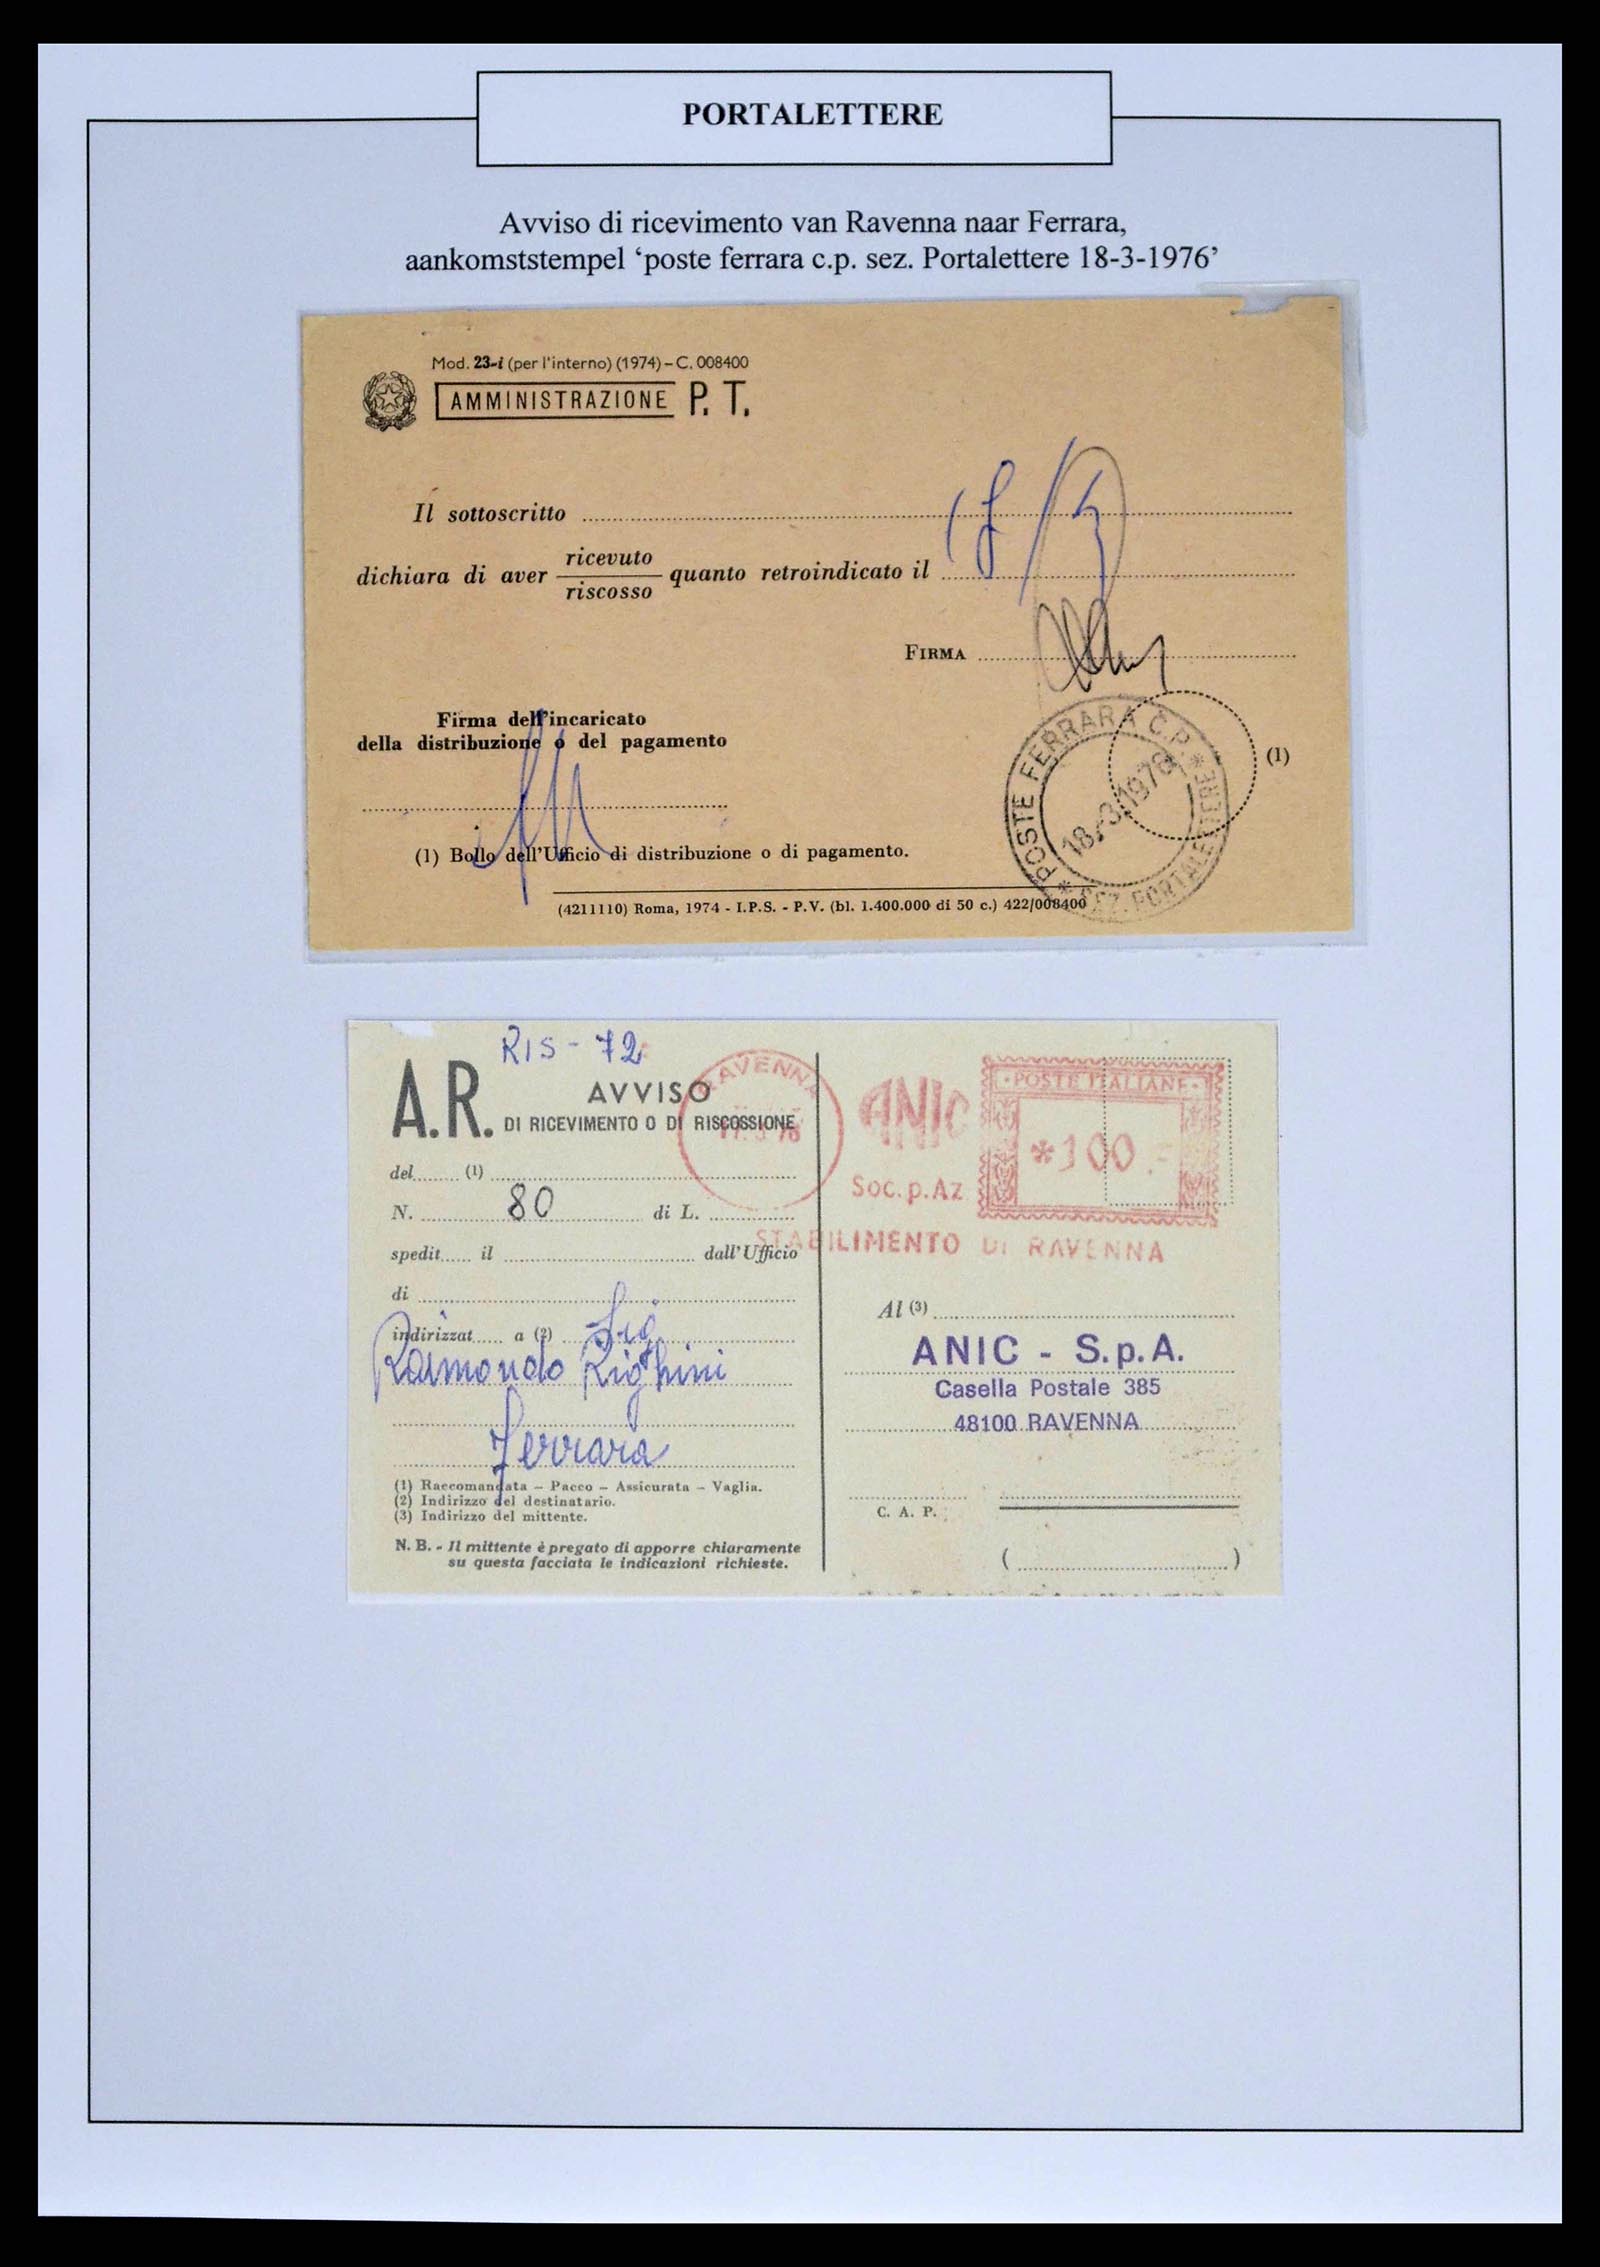 PORTALETTERE
Avviso di ricevimento van Ravenna naar Ferrara,
aankomststempel ‘poste ferrara c.p. sez. Portalettere 18-3-1976’
Mod. 23-i (per l'interno) (1974) – C. 008400
AMMINISTRAZIONE P. T.
Il sottoscritto
dichiara di aver ricevuto
riscosso
quanto retroindicato il
FIRMA
Firma dell'incaricato
della distribuzione o del pagamento
POSTE FERRARA C.P.
18.3.1976
* SEZ. PORTALETTERE *
(1)
(1) Bollo dell'Ufficio di distribuzione o di pagamento.
(4211110) Roma, 1974 - I.P.S. - P.V. (bl. 1.400.000 di 50 c.) 422/008400
RIS - 72
A.R. AVVISO
DI RICEVIMENTO O DI RISCOSSIONE
RAVENNA
ANIC
Soc.p.Az
STABILIMENTO DI RAVENNA
- POSTE ITALIANE -
*100
del (1)
N. 80 di L.
spedit il dall'Ufficio
di
indirizzat a (2) Sig
Raimondo Righini
Ferrara
(1) Raccomandata – Pacco – Assicurata – Vaglia.
(2) Indirizzo del destinatario.
(3) Indirizzo del mittente.
N. B. - Il mittente è pregato di apporre chiaramente
su questa facciata le indicazioni richieste.
Al (3)
ANIC - S.p.A.
Casella Postale 385
48100 RAVENNA
C. A. P.
( )